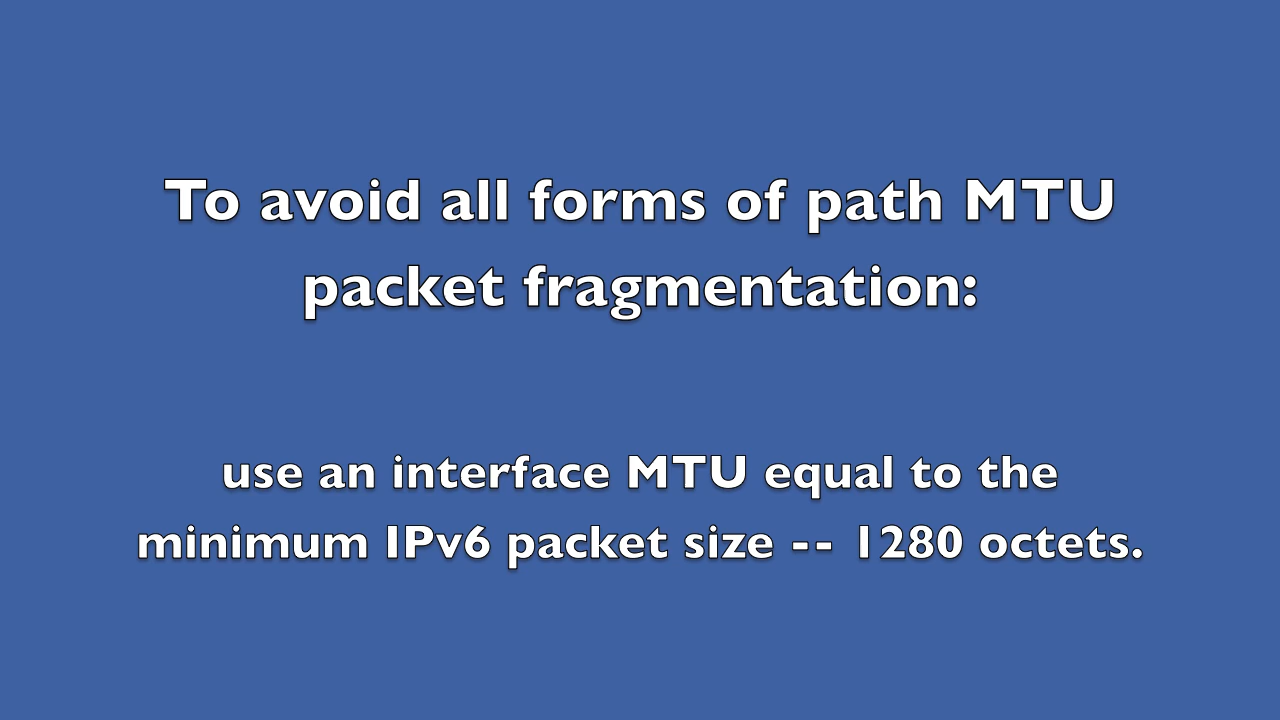 To avoid all forms of path MTU
packet fragmentation:
use an interface MTU equal to the
minimum IPv6 packet size -- 1280 octets.